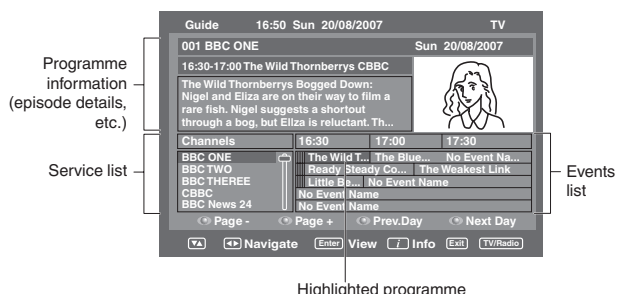 Guide 16:50 Sun 20/08/2007 TV
001 BBC ONE Sun 20/08/2007
16:30-17:00 The Wild Thornberrys CBBC
The Wild Thornberrys Bogged Down:
Nigel and Eliza are on their way to film a
rare fish. Nigel suggests a shortout
through a bog, but Eliza is reluctant. Th...
Programme
information
(episode details,
etc.)
Channels 16:30 17:00 17:30
BBC ONE The Wild T... The Blue... No Event Na...
BBC TWO Ready Steady Co... The Weakest Link
BBC THEREE Little Be... No Event Name
CBBC No Event Name
BBC News 24 No Event Name
Service list
Events
list
Page - Page + Prev.Day Next Day
Navigate Enter View i Info Exit TV/Radio
Highlighted programme